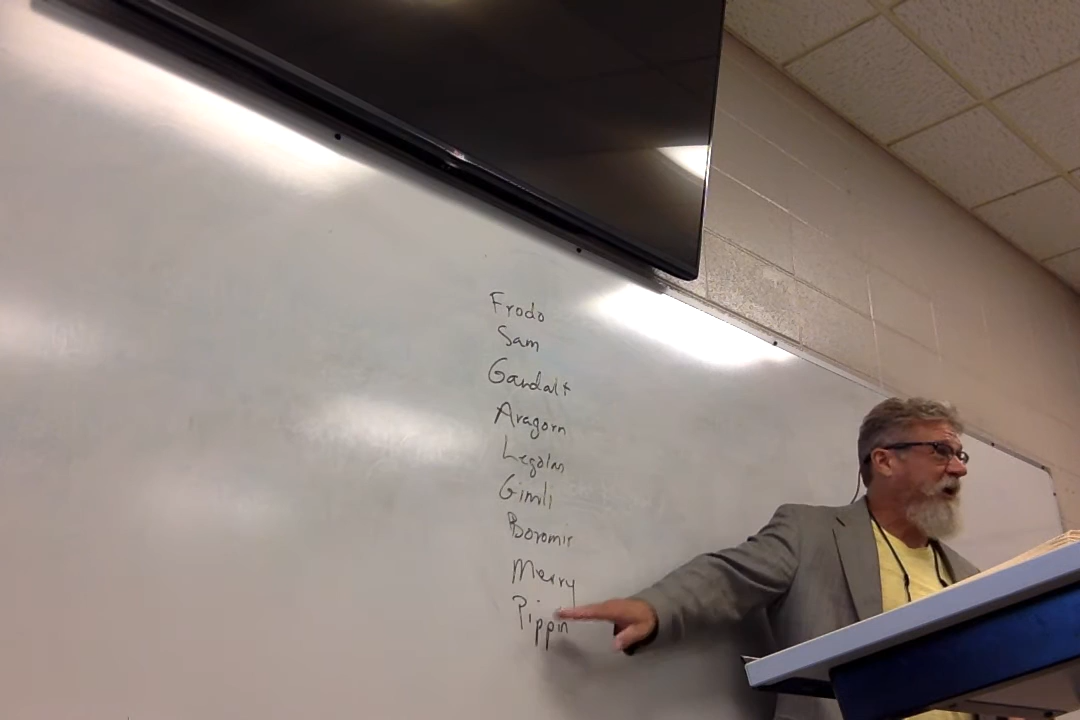 Frodo
Sam
Gandalf
Aragorn
Legolas
Gimli
Boromir
Merry
Pippin